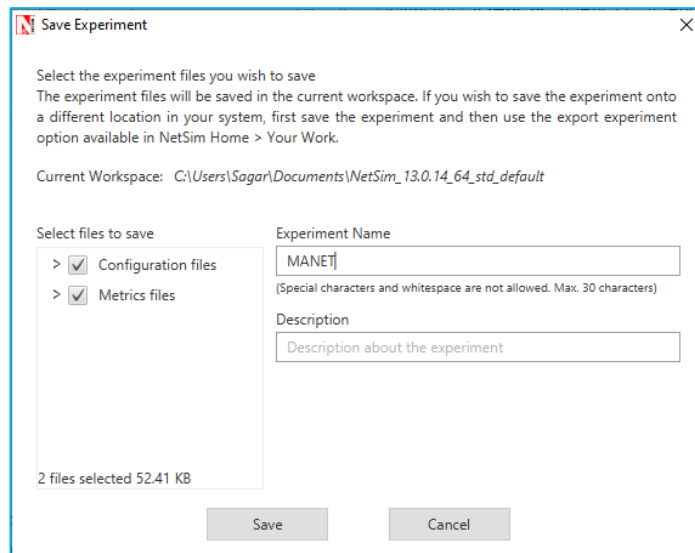 Save Experiment
Select the experiment files you wish to save
The experiment files will be saved in the current workspace. If you wish to save the experiment onto
a different location in your system, first save the experiment and then use the export experiment
option available in NetSim Home > Your Work.
Current Workspace: C:\Users\Sagar\Documents\NetSim_13.0.14_64_std_default
Select files to save
> Configuration files
> Metrics files
2 files selected 52.41 KB
Experiment Name
MANET
(Special characters and whitespace are not allowed. Max. 30 characters)
Description
Description about the experiment
Save
Cancel